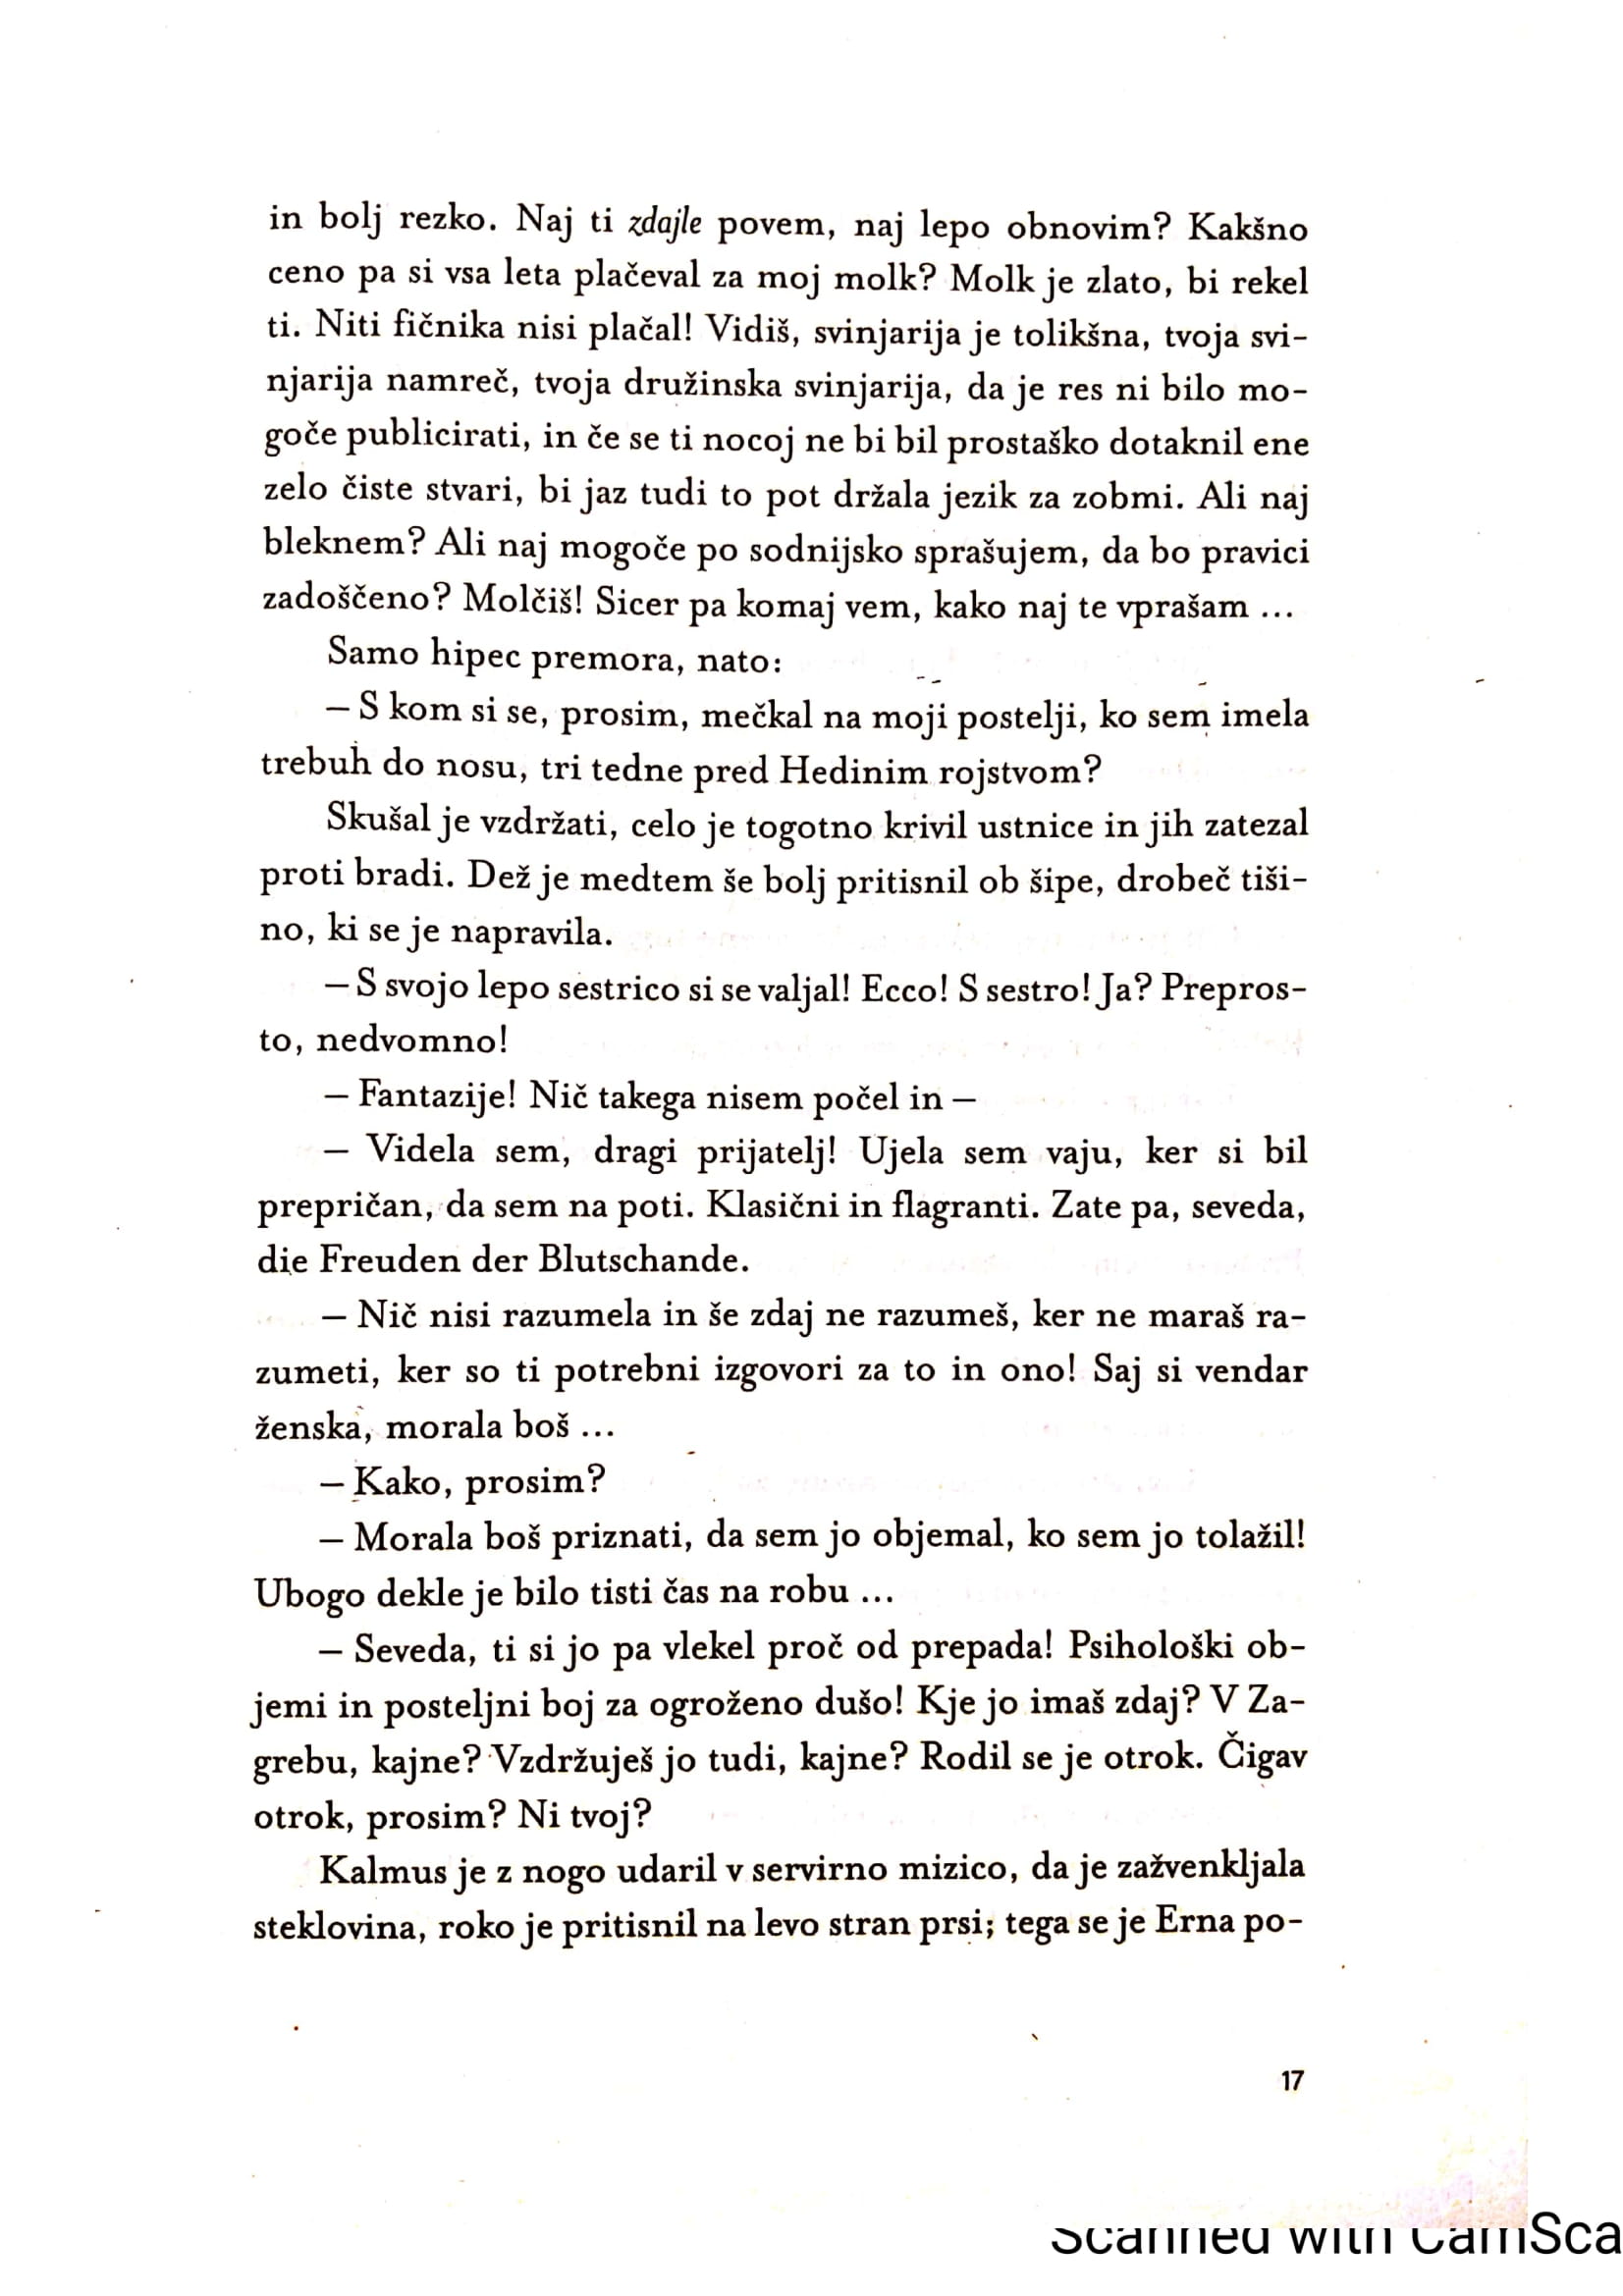 in bolj rezko. Naj ti zdajle povem, naj lepo obnovim? Kakšno
ceno pa si vsa leta plačeval za moj molk? Molk je zlato, bi rekel
ti. Niti fičnika nisi plačal! Vidiš, svinjarija je tolikšna, tvoja svi-
njarija namreč, tvoja družinska svinjarija, da je res ni bilo mo-
goče publicirati, in če se ti nocoj ne bi bil prostaško dotaknil ene
zelo čiste stvari, bi jaz tudi to pot držala jezik za zobmi. Ali naj
bleknem? Ali naj mogoče po sodnijsko sprašujem, da bo pravici
zadoščeno? Molčiš! Sicer pa komaj vem, kako naj te vprašam ...
Samo hipec premora, nato:
– S kom si se, prosim, mečkal na moji postelji, ko sem imela
trebuh do nosu, tri tedne pred Hedinim rojstvom?
Skušal je vzdržati, celo je togotno krivil ustnice in jih zatezal
proti bradi. Dež je medtem še bolj pritisnil ob šipe, drobeč tiši-
no, ki se je napravila.
– S svojo lepo sestrico si se valjal! Ecco! S sestro! Ja? Prepros-
to, nedvomno!
– Fantazije! Nič takega nisem počel in –
– Videla sem, dragi prijatelj! Ujela sem vaju, ker si bil
prepričan, da sem na poti. Klasični in flagranti. Zate pa, seveda,
die Freuden der Blutschande.
– Nič nisi razumela in še zdaj ne razumeš, ker ne maraš ra-
zumeti, ker so ti potrebni izgovori za to in ono! Saj si vendar
ženska, morala boš ...
– Kako, prosim?
– Morala boš priznati, da sem jo objemal, ko sem jo tolažil!
Ubogo dekle je bilo tisti čas na robu ...
– Seveda, ti si jo pa vlekel proč od prepada! Psihološki ob-
jemi in posteljni boj za ogroženo dušo! Kje jo imaš zdaj? V Za-
grebu, kajne? Vzdržuješ jo tudi, kajne? Rodil se je otrok. Čigav
otrok, prosim? Ni tvoj?
Kalmus je z nogo udaril v servirno mizico, da je zažvenkljala
steklovina, roko je pritisnil na levo stran prsi; tega se je Erna po-
17
Scanned with CamSca